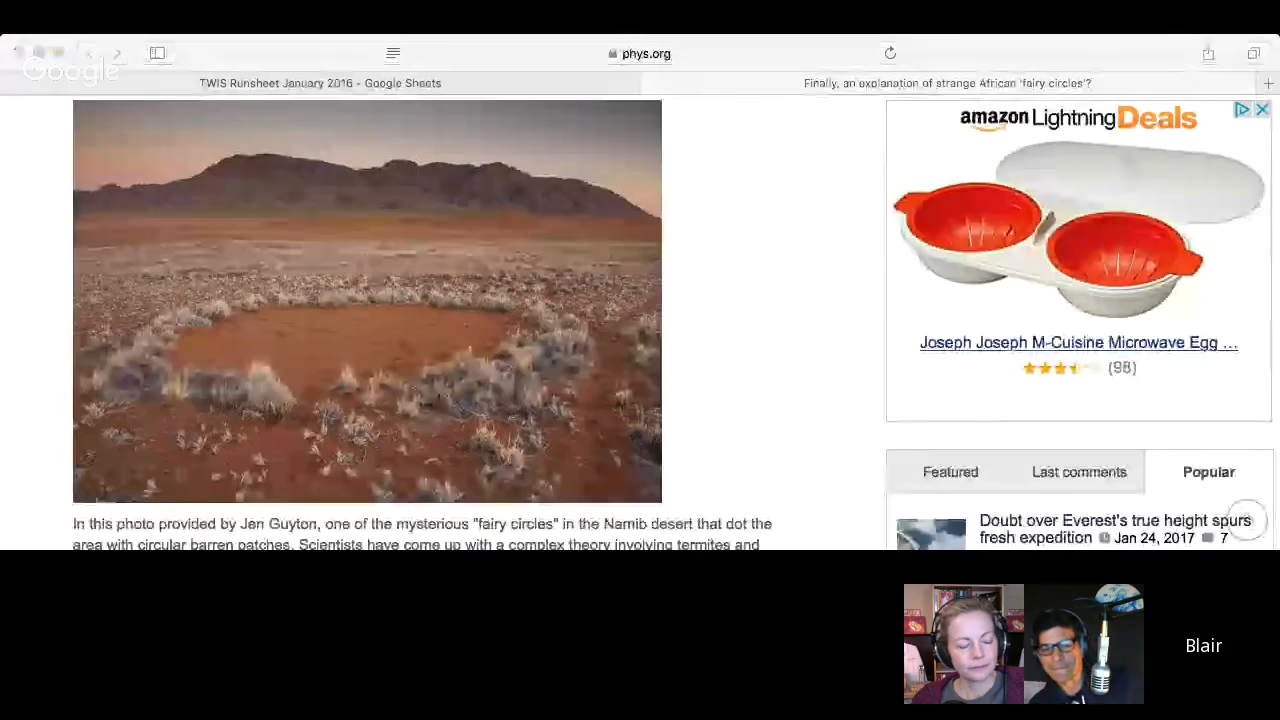 Google
phys.org
TWIS Runsheet January 2016 - Google Sheets
Finally, an explanation of strange African 'fairy circles'?
amazon Lightning Deals
Joseph Joseph M-Cuisine Microwave Egg ...
(98)
Featured
Last comments
Popular
In this photo provided by Jen Guyton, one of the mysterious "fairy circles" in the Namib desert that dot the
area with circular barren patches. Scientists have come up with a complex theory involving termites and
Doubt over Everest's true height spurs
fresh expedition Jan 24, 2017 7
Blair